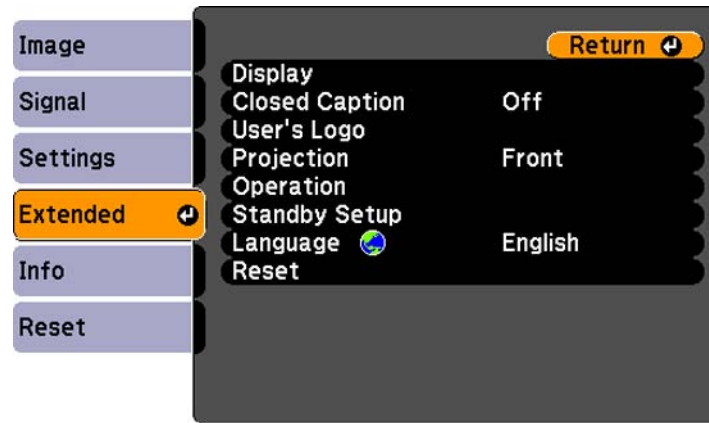 Image
Signal
Settings
Extended
Info
Reset
Return
Display
Closed Caption Off
User's Logo
Projection Front
Operation
Standby Setup
Language English
Reset